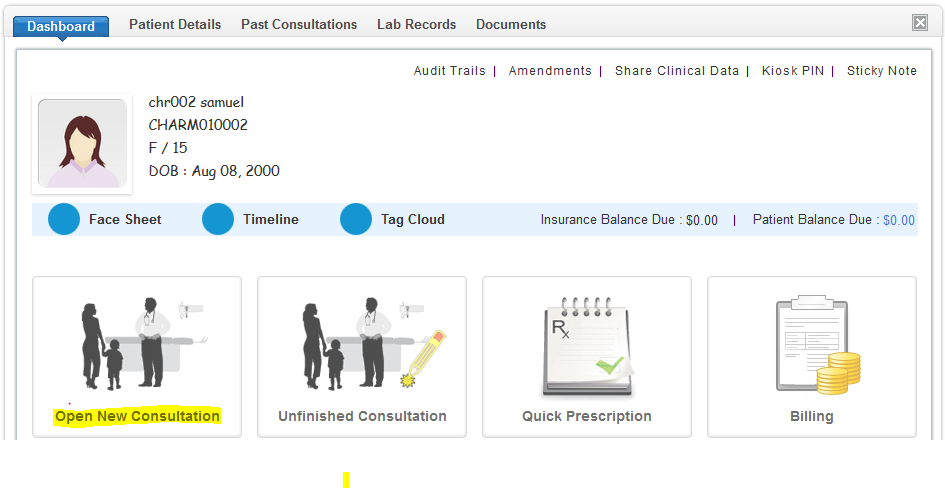 Dashboard Patient Details Past Consultations Lab Records Documents
Audit Trails | Amendments | Share Clinical Data | Kiosk PIN | Sticky Note
chr002 samuel
CHARM010002
F / 15
DOB : Aug 08, 2000
Face Sheet Timeline Tag Cloud Insurance Balance Due : $0.00 | Patient Balance Due : $0.00
Rx
Open New Consultation Unfinished Consultation Quick Prescription Billing